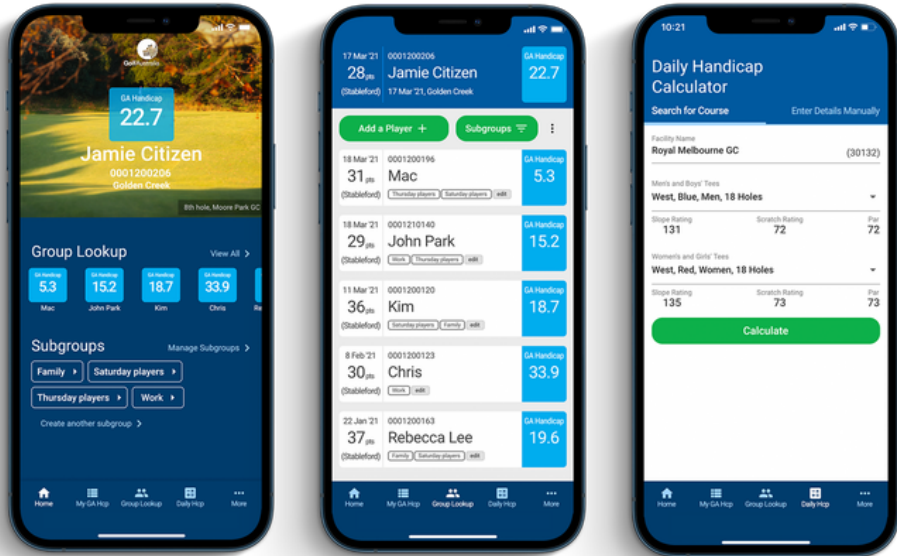 GA Handicap
22.7
Jamie Citizen
0001200206
Golden Creek
8th hole, Moore Park GC
Group Lookup
View All >
GA Handicap GA Handicap GA Handicap GA Handicap
5.3 15.2 18.7 33.9
Mac John Park Kim Chris Re
Subgroups
Manage Subgroups >
Family
Saturday players
Thursday players
Work
Create another subgroup >
Home My GA Hcp Group Lookup Daily Hcp More
17 Mar '21 0001200206 GA Handicap
28 pts Jamie Citizen 22.7
(Stableford) 17 Mar '21, Golden Creek
Add a Player +
Subgroups
18 Mar '21 0001200196 GA Handicap
31 pts Mac 5.3
(Stableford) Thursday players Saturday players edit
18 Mar '21 0001210140 GA Handicap
29 pts John Park 15.2
(Stableford) Work Thursday players edit
11 Mar '21 0001200120 GA Handicap
36 pts Kim 18.7
(Stableford) Saturday players Family edit
8 Feb '21 0001200123 GA Handicap
30 pts Chris 33.9
(Stableford) Work edit
22 Jan '21 0001200163 GA Handicap
37 pts Rebecca Lee 19.6
(Stableford) Family Saturday players edit
Home My GA Hcp Group Lookup Daily Hcp More
10:21
Daily Handicap
Calculator
Search for Course Enter Details Manually
Facility Name
Royal Melbourne GC (30132)
Men's and Boys' Tees
West, Blue, Men, 18 Holes
Slope Rating Scratch Rating Par
131 72 72
Women's and Girls' Tees
West, Red, Women, 18 Holes
Slope Rating Scratch Rating Par
135 73 73
Calculate
Home My GA Hcp Group Lookup Daily Hcp More